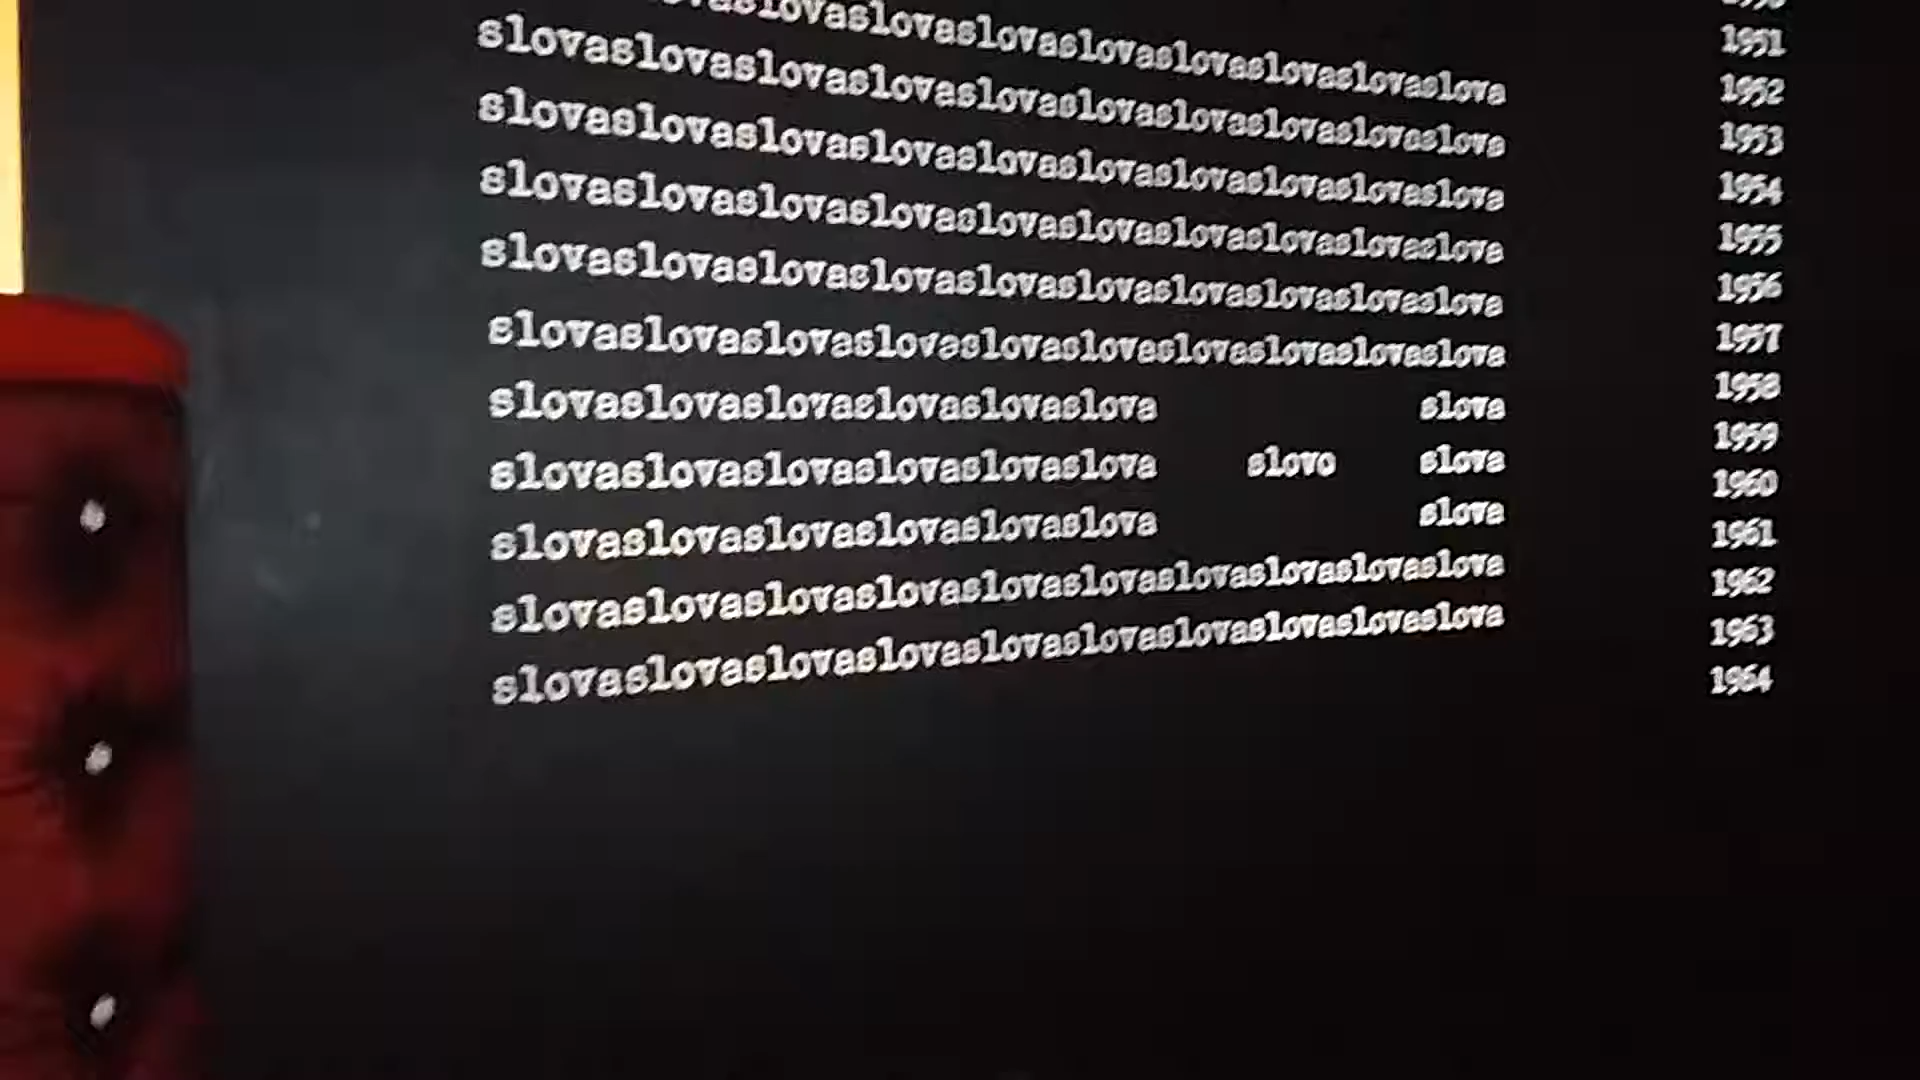 slovaslovaslovaslovaslovaslovaslovaslova
slovaslovaslovaslovaslovaslovaslovaslovaslovaslova
slovaslovaslovaslovaslovaslovaslovaslovaslovaslova
slovaslovaslovaslovaslovaslovaslovaslovaslovaslova
slovaslovaslovaslovaslovaslovaslovaslovaslovaslova
slovaslovaslovaslovaslovaslovaslovaslovaslovaslova
slovaslovaslovaslovaslovaslova slova
slovaslovaslovaslovaslovaslova slovo slova
slovaslovaslovaslovaslovaslova slova
slovaslovaslovaslovaslovaslovaslovaslovaslovaslova
slovaslovaslovaslovaslovaslovaslovaslovaslovaslova
1951
1952
1953
1954
1955
1956
1957
1958
1959
1960
1961
1962
1963
1964